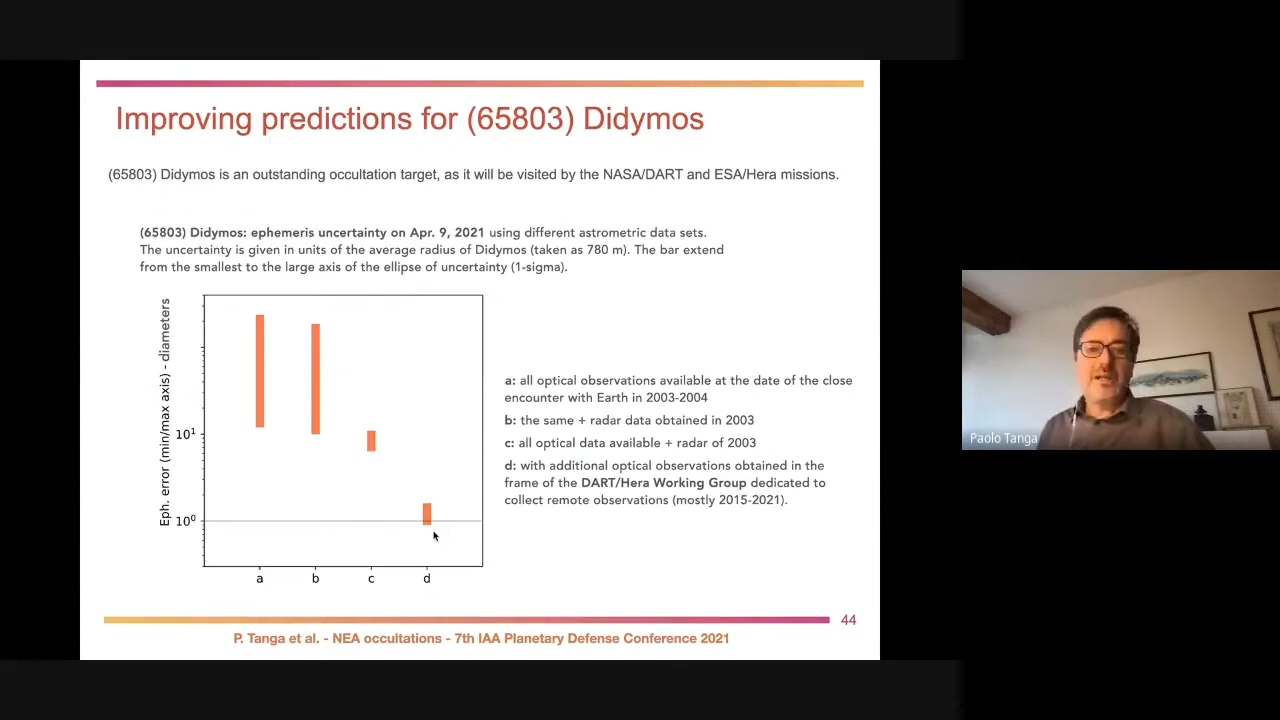 Improving predictions for (65803) Didymos
(65803) Didymos is an outstanding occultation target, as it will be visited by the NASA/DART and ESA/Hera missions.
(65803) Didymos: ephemeris uncertainty on Apr. 9, 2021 using different astrometric data sets.
The uncertainty is given in units of the average radius of Didymos (taken as 780 m). The bar extend
from the smallest to the large axis of the ellipse of uncertainty (1-sigma).
Eph. error (min/max axis) - diameters
10¹
10⁰
a b c d
a: all optical observations available at the date of the close
encounter with Earth in 2003-2004
b: the same + radar data obtained in 2003
c: all optical data available + radar of 2003
d: with additional optical observations obtained in the
frame of the DART/Hera Working Group dedicated to
collect remote observations (mostly 2015-2021).
Paolo Tanga
44
P. Tanga et al. - NEA occultations - 7th IAA Planetary Defense Conference 2021